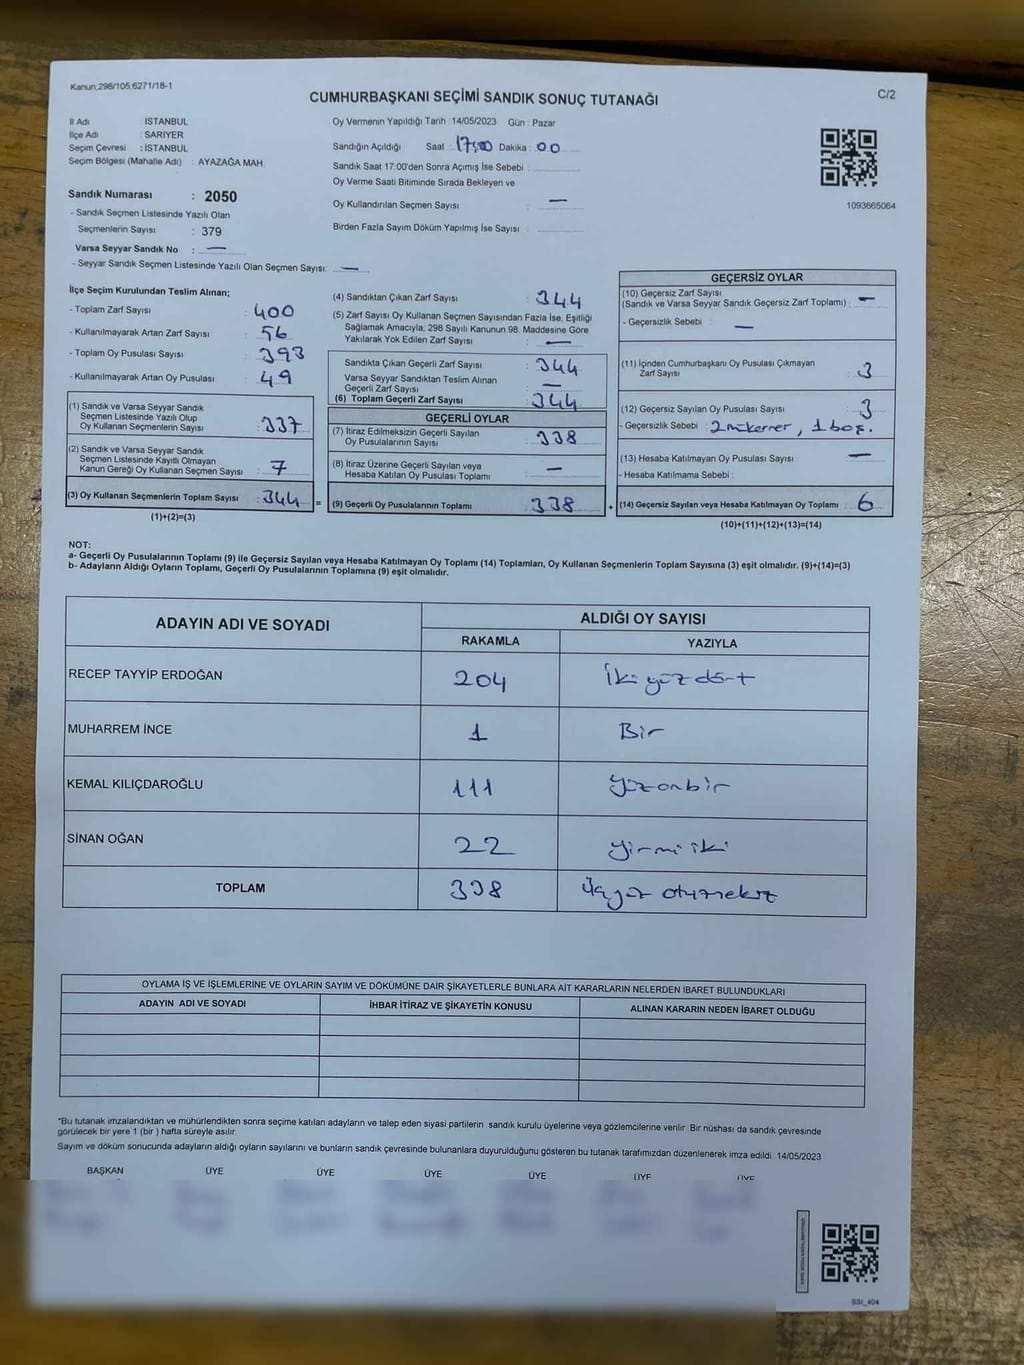 Kanun,298/105;6271/18-1
CUMHURBAŞKANI SEÇİMİ SANDIK SONUÇ TUTANAĞI
C/2
İl Adı İSTANBUL
İlçe Adı : SARIYER
Seçim Çevresi : İSTANBUL
Seçim Bölgesi (Mahalle Adı) : AYAZAĞA MAH.
Sandık Numarası : 2050
- Sandık Seçmen Listesinde Yazılı Olan
Seçmenlerin Sayısı : 379
Varsa Seyyar Sandık No : —
- Seyyar Sandık Seçmen Listesinde Yazılı Olan Seçmen Sayısı: —
Oy Vermenin Yapıldığı Tarih :14/05/2023 Gün : Pazar
Sandığın Açıldığı Saat : 17:00 Dakika : 00
Sandık Saat 17:00'den Sonra Açımış İse Sebebi :
Oy Verme Saati Bitiminde Sırada Bekleyen ve
Oy Kullandırılan Seçmen Sayısı : —
Birden Fazla Sayım Döküm Yapılmış İse Sayısı :
1093665064
İlçe Seçim Kurulundan Teslim Alınan;
- Toplam Zarf Sayısı : 400
- Kullanılmayarak Artan Zarf Sayısı : 56
- Toplam Oy Pusulası Sayısı : 393
- Kullanılmayarak Artan Oy Pusulası : 49
(1) Sandık ve Varsa Seyyar Sandık
Seçmen Listesinde Yazılı Olup
Oy Kullanan Seçmenlerin Sayısı : 337
(2) Sandık ve Varsa Seyyar Sandık
Seçmen Listesinde Kayıtlı Olmayan
Kanun Gereği Oy Kullanan Seçmen Sayısı : 7
(3) Oy Kullanan Seçmenlerin Toplam Sayısı : 344 =
(1)+(2)=(3)
(4) Sandıktan Çıkan Zarf Sayısı : 344
(5) Zarf Sayısı Oy Kullanan Seçmen Sayısından Fazla İse, Eşitliği
Sağlamak Amacıyla; 298 Sayılı Kanunun 98. Maddesine Göre
Yakılarak Yok Edilen Zarf Sayısı : —
Sandıkta Çıkan Geçerli Zarf Sayısı : 344
Varsa Seyyar Sandıktan Teslim Alınan
Geçerli Zarf Sayısı : —
(6) Toplam Geçerli Zarf Sayısı : 344
GEÇERLİ OYLAR
(7) İtiraz Edilmeksizin Geçerli Sayılan
Oy Pusulalarının Sayısı : 338
(8) İtiraz Üzerine Geçerli Sayılan veya
Hesaba Katılan Oy Pusulası Toplamı : —
(9) Geçerli Oy Pusulalarının Toplamı : 338 +
GEÇERSİZ OYLAR
(10) Geçersiz Zarf Sayısı
(Sandık ve Varsa Seyyar Sandık Geçersiz Zarf Toplamı) : —
- Geçersizlik Sebebi : —
(11) İçinden Cumhurbaşkanı Oy Pusulası Çıkmayan
Zarf Sayısı : 3
(12) Geçersiz Sayılan Oy Pusulası Sayısı : 3
- Geçersizlik Sebebi : 2 mükerrer, 1 boş.
(13) Hesaba Katılmayan Oy Pusulası Sayısı : —
- Hesaba Katılmama Sebebi :
(14) Geçersiz Sayılan veya Hesaba Katılmayan Oy Toplamı : 6
(10)+(11)+(12)+(13)=(14)
NOT:
a- Geçerli Oy Pusulalarının Toplamı (9) ile Geçersiz Sayılan veya Hesaba Katılmayan Oy Toplamı (14) Toplamları, Oy Kullanan Seçmenlerin Toplam Sayısına (3) eşit olmalıdır. (9)+(14)=(3)
b- Adayların Aldığı Oyların Toplamı, Geçerli Oy Pusulalarının Toplamına (9) eşit olmalıdır.
ADAYIN ADI VE SOYADI
ALDIĞI OY SAYISI
RAKAMLA YAZIYLA
RECEP TAYYİP ERDOĞAN 204 İki yüz dört
MUHARREM İNCE 1 Bir
KEMAL KILIÇDAROĞLU 111 yüzonbir
SİNAN OĞAN 22 yirmi iki
TOPLAM 338 Üçyüz otuzsekiz
OYLAMA İŞ VE İŞLEMLERİNE VE OYLARIN SAYIM VE DÖKÜMÜNE DAİR ŞİKAYETLERLE BUNLARA AİT KARARLARIN NELERDEN İBARET BULUNDUKLARI
ADAYIN ADI VE SOYADI İHBAR İTİRAZ VE ŞİKAYETİN KONUSU ALINAN KARARIN NEDEN İBARET OLDUĞU
*Bu tutanak imzalandıktan ve mühürlendikten sonra seçime katılan adayların ve talep eden siyasi partilerin sandık kurulu üyelerine veya gözlemcilerine verilir. Bir nüshası da sandık çevresinde
görülecek bir yere 1 (bir ) hafta süreyle asılır.
Sayım ve döküm sonucunda adayların aldığı oyların sayılarını ve bunların sandık çevresinde bulunanlara duyurulduğunu gösteren bu tutanak tarafımızdan düzenlenerek imza edildi. 14/05/2023
BAŞKAN ÜYE ÜYE ÜYE ÜYE ÜYE ÜYE
SSI_404